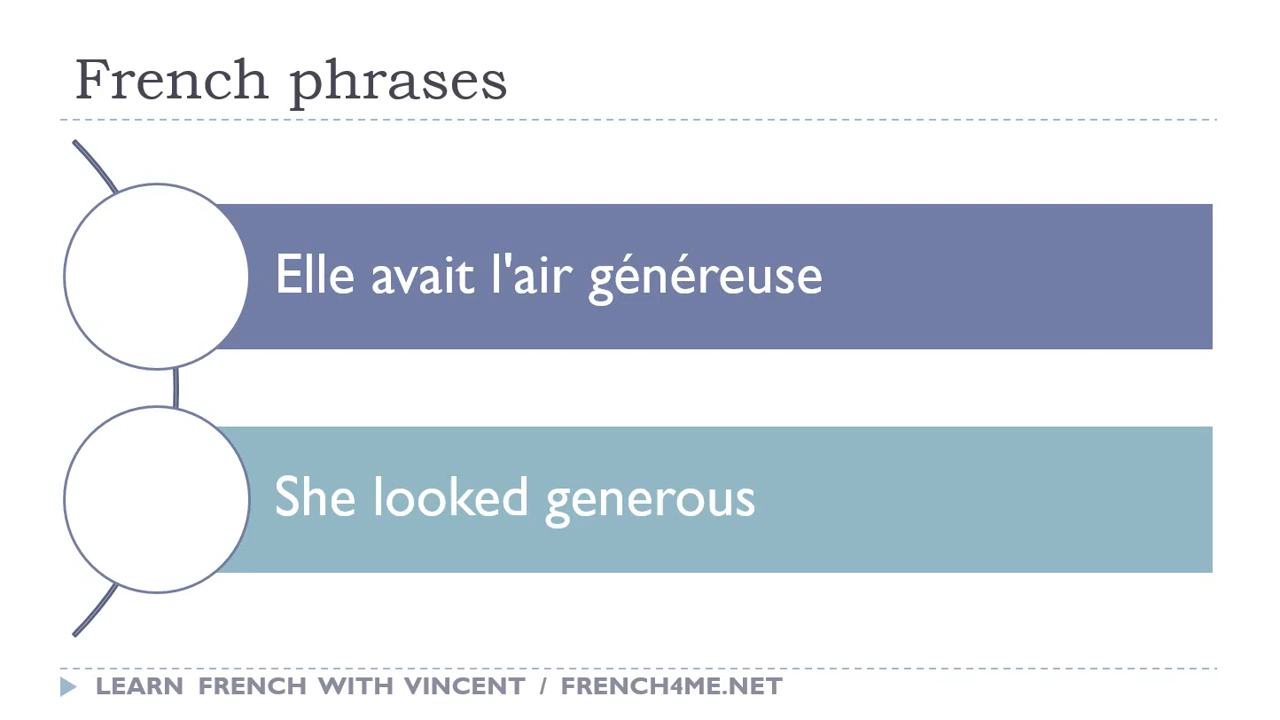 French phrases
Elle avait l'air généreuse
She looked generous
LEARN FRENCH WITH VINCENT / FRENCH4ME.NET